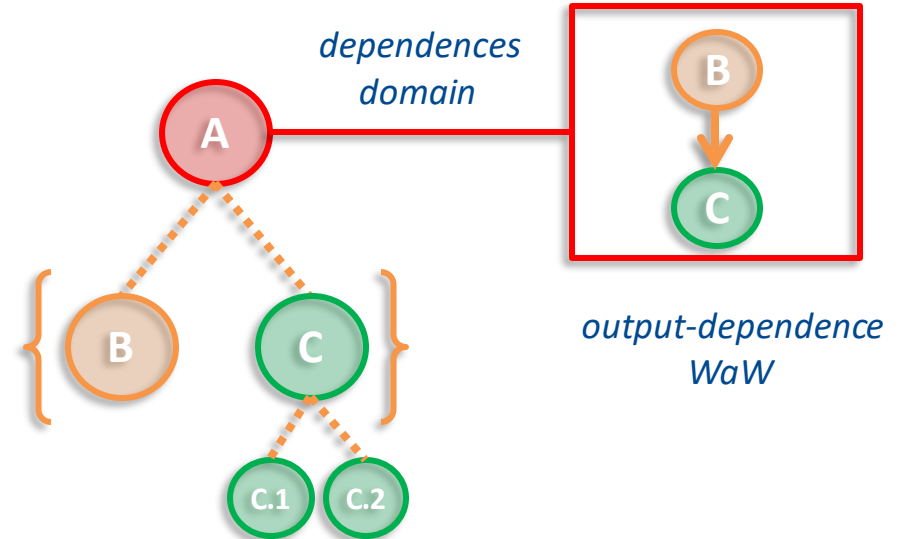 dependences
domain
B
A
C
B
C
output-dependence
WaW
C.1
C.2